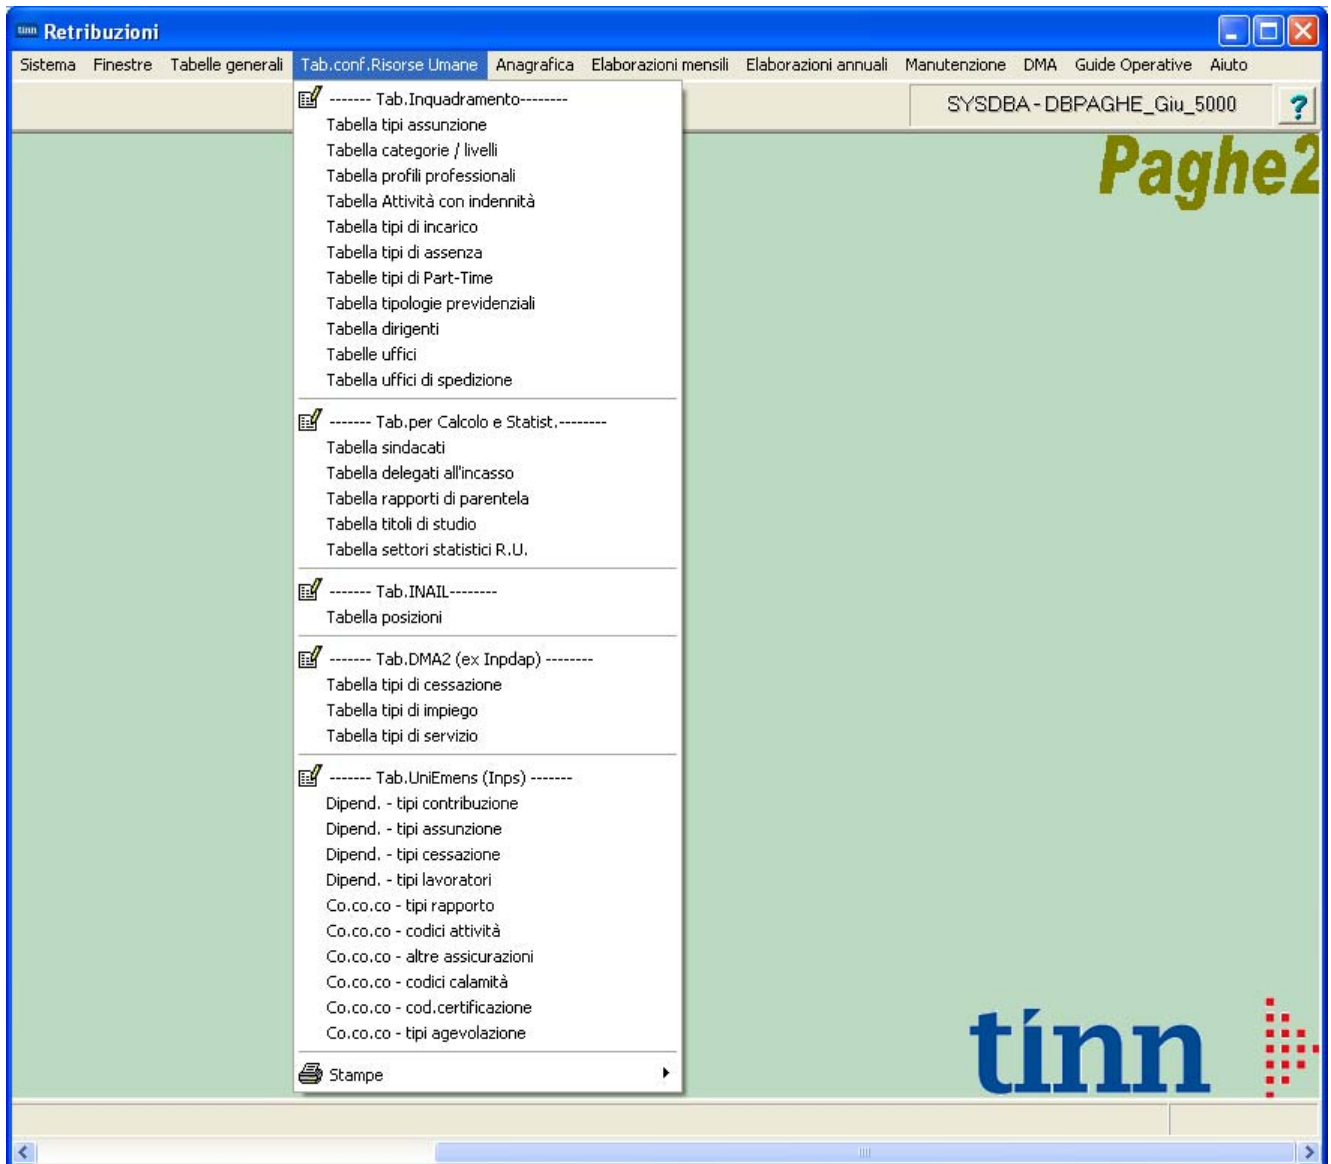 tinn Retribuzioni
Sistema Finestre Tabelle generali Tab.conf.Risorse Umane Anagrafica Elaborazioni mensili Elaborazioni annuali Manutenzione DMA Guide Operative Aiuto
SYSDBA - DBPAGHE_Giu_5000 ?
Paghe2
------- Tab.Inquadramento--------
Tabella tipi assunzione
Tabella categorie / livelli
Tabella profili professionali
Tabella Attività con indennità
Tabella tipi di incarico
Tabella tipi di assenza
Tabelle tipi di Part-Time
Tabella tipologie previdenziali
Tabella dirigenti
Tabelle uffici
Tabella uffici di spedizione
------- Tab.per Calcolo e Statist.--------
Tabella sindacati
Tabella delegati all'incasso
Tabella rapporti di parentela
Tabella titoli di studio
Tabella settori statistici R.U.
------- Tab.INAIL--------
Tabella posizioni
------- Tab.DMA2 (ex Inpdap) --------
Tabella tipi di cessazione
Tabella tipi di impiego
Tabella tipi di servizio
------- Tab.UniEmens (Inps) -------
Dipend. - tipi contribuzione
Dipend. - tipi assunzione
Dipend. - tipi cessazione
Dipend. - tipi lavoratori
Co.co.co - tipi rapporto
Co.co.co - codici attività
Co.co.co - altre assicurazioni
Co.co.co - codici calamità
Co.co.co - cod.certificazione
Co.co.co - tipi agevolazione
Stampe
tinn